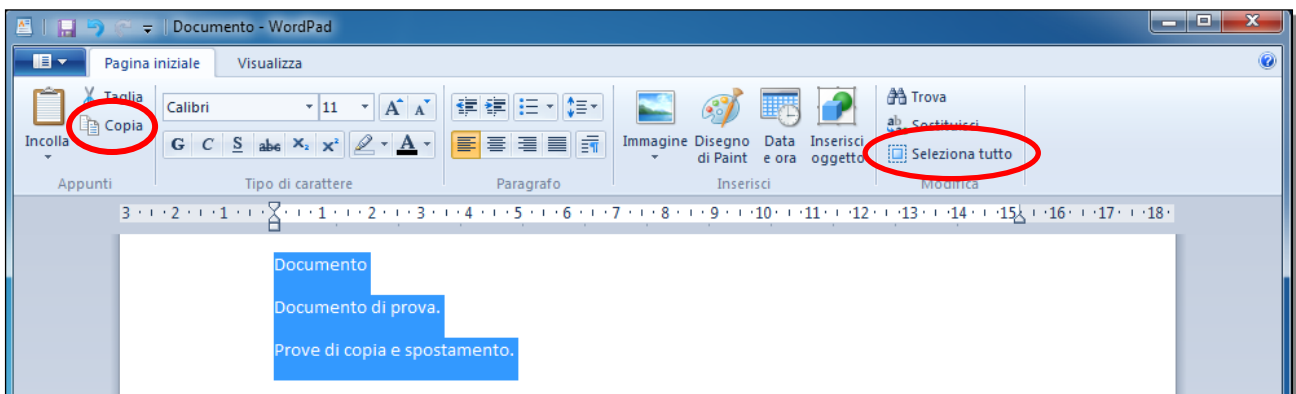 Documento - WordPad
Pagina iniziale Visualizza
Taglia
Copia
Incolla
Appunti
Calibri 11 A A
G C S abc X₂ x² A
Tipo di carattere
Paragrafo
Immagine Disegno di Paint Data e ora Inserisci oggetto
Inserisci
Trova
Sostituisci
Seleziona tutto
Modifica
3 2 1 1 2 3 4 5 6 7 8 9 10 11 12 13 14 15 16 17 18
Documento
Documento di prova.
Prove di copia e spostamento.